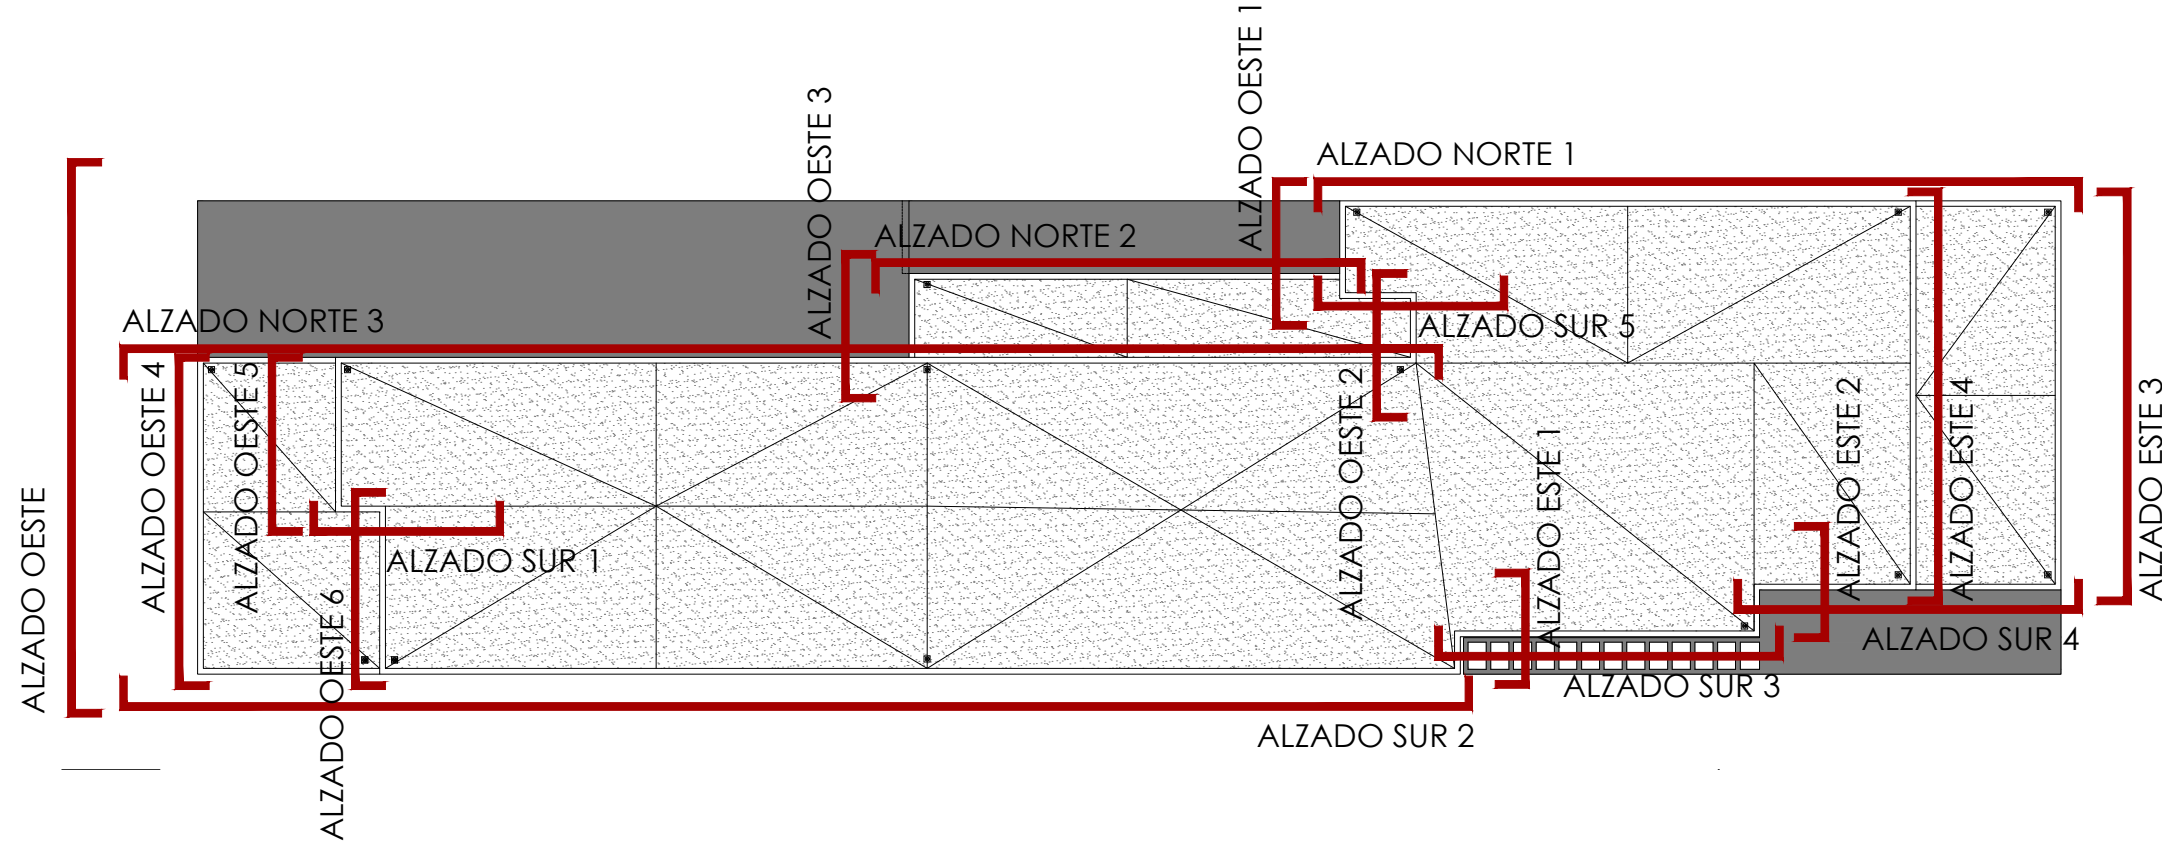 ALZADO OESTE 1
ALZADO OESTE 3
ALZADO NORTE 1
ALZADO NORTE 2
ALZADO NORTE 3
ALZADO SUR 5
ALZADO OESTE 4
ALZADO OESTE 5
ALZADO OESTE 2
ALZADO ESTE 1
ALZADO ESTE 2
ALZADO ESTE 4
ALZADO ESTE 3
ALZADO OESTE
ALZADO SUR 1
ALZADO OESTE 6
ALZADO SUR 4
ALZADO SUR 3
ALZADO SUR 2